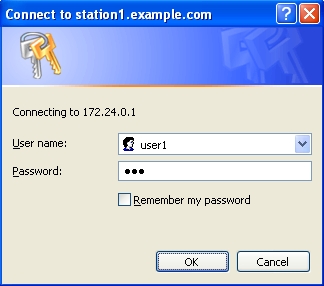 Connect to station1.example.com
Connecting to 172.24.0.1
User name: user1
Password: •••
Remember my password
OK Cancel